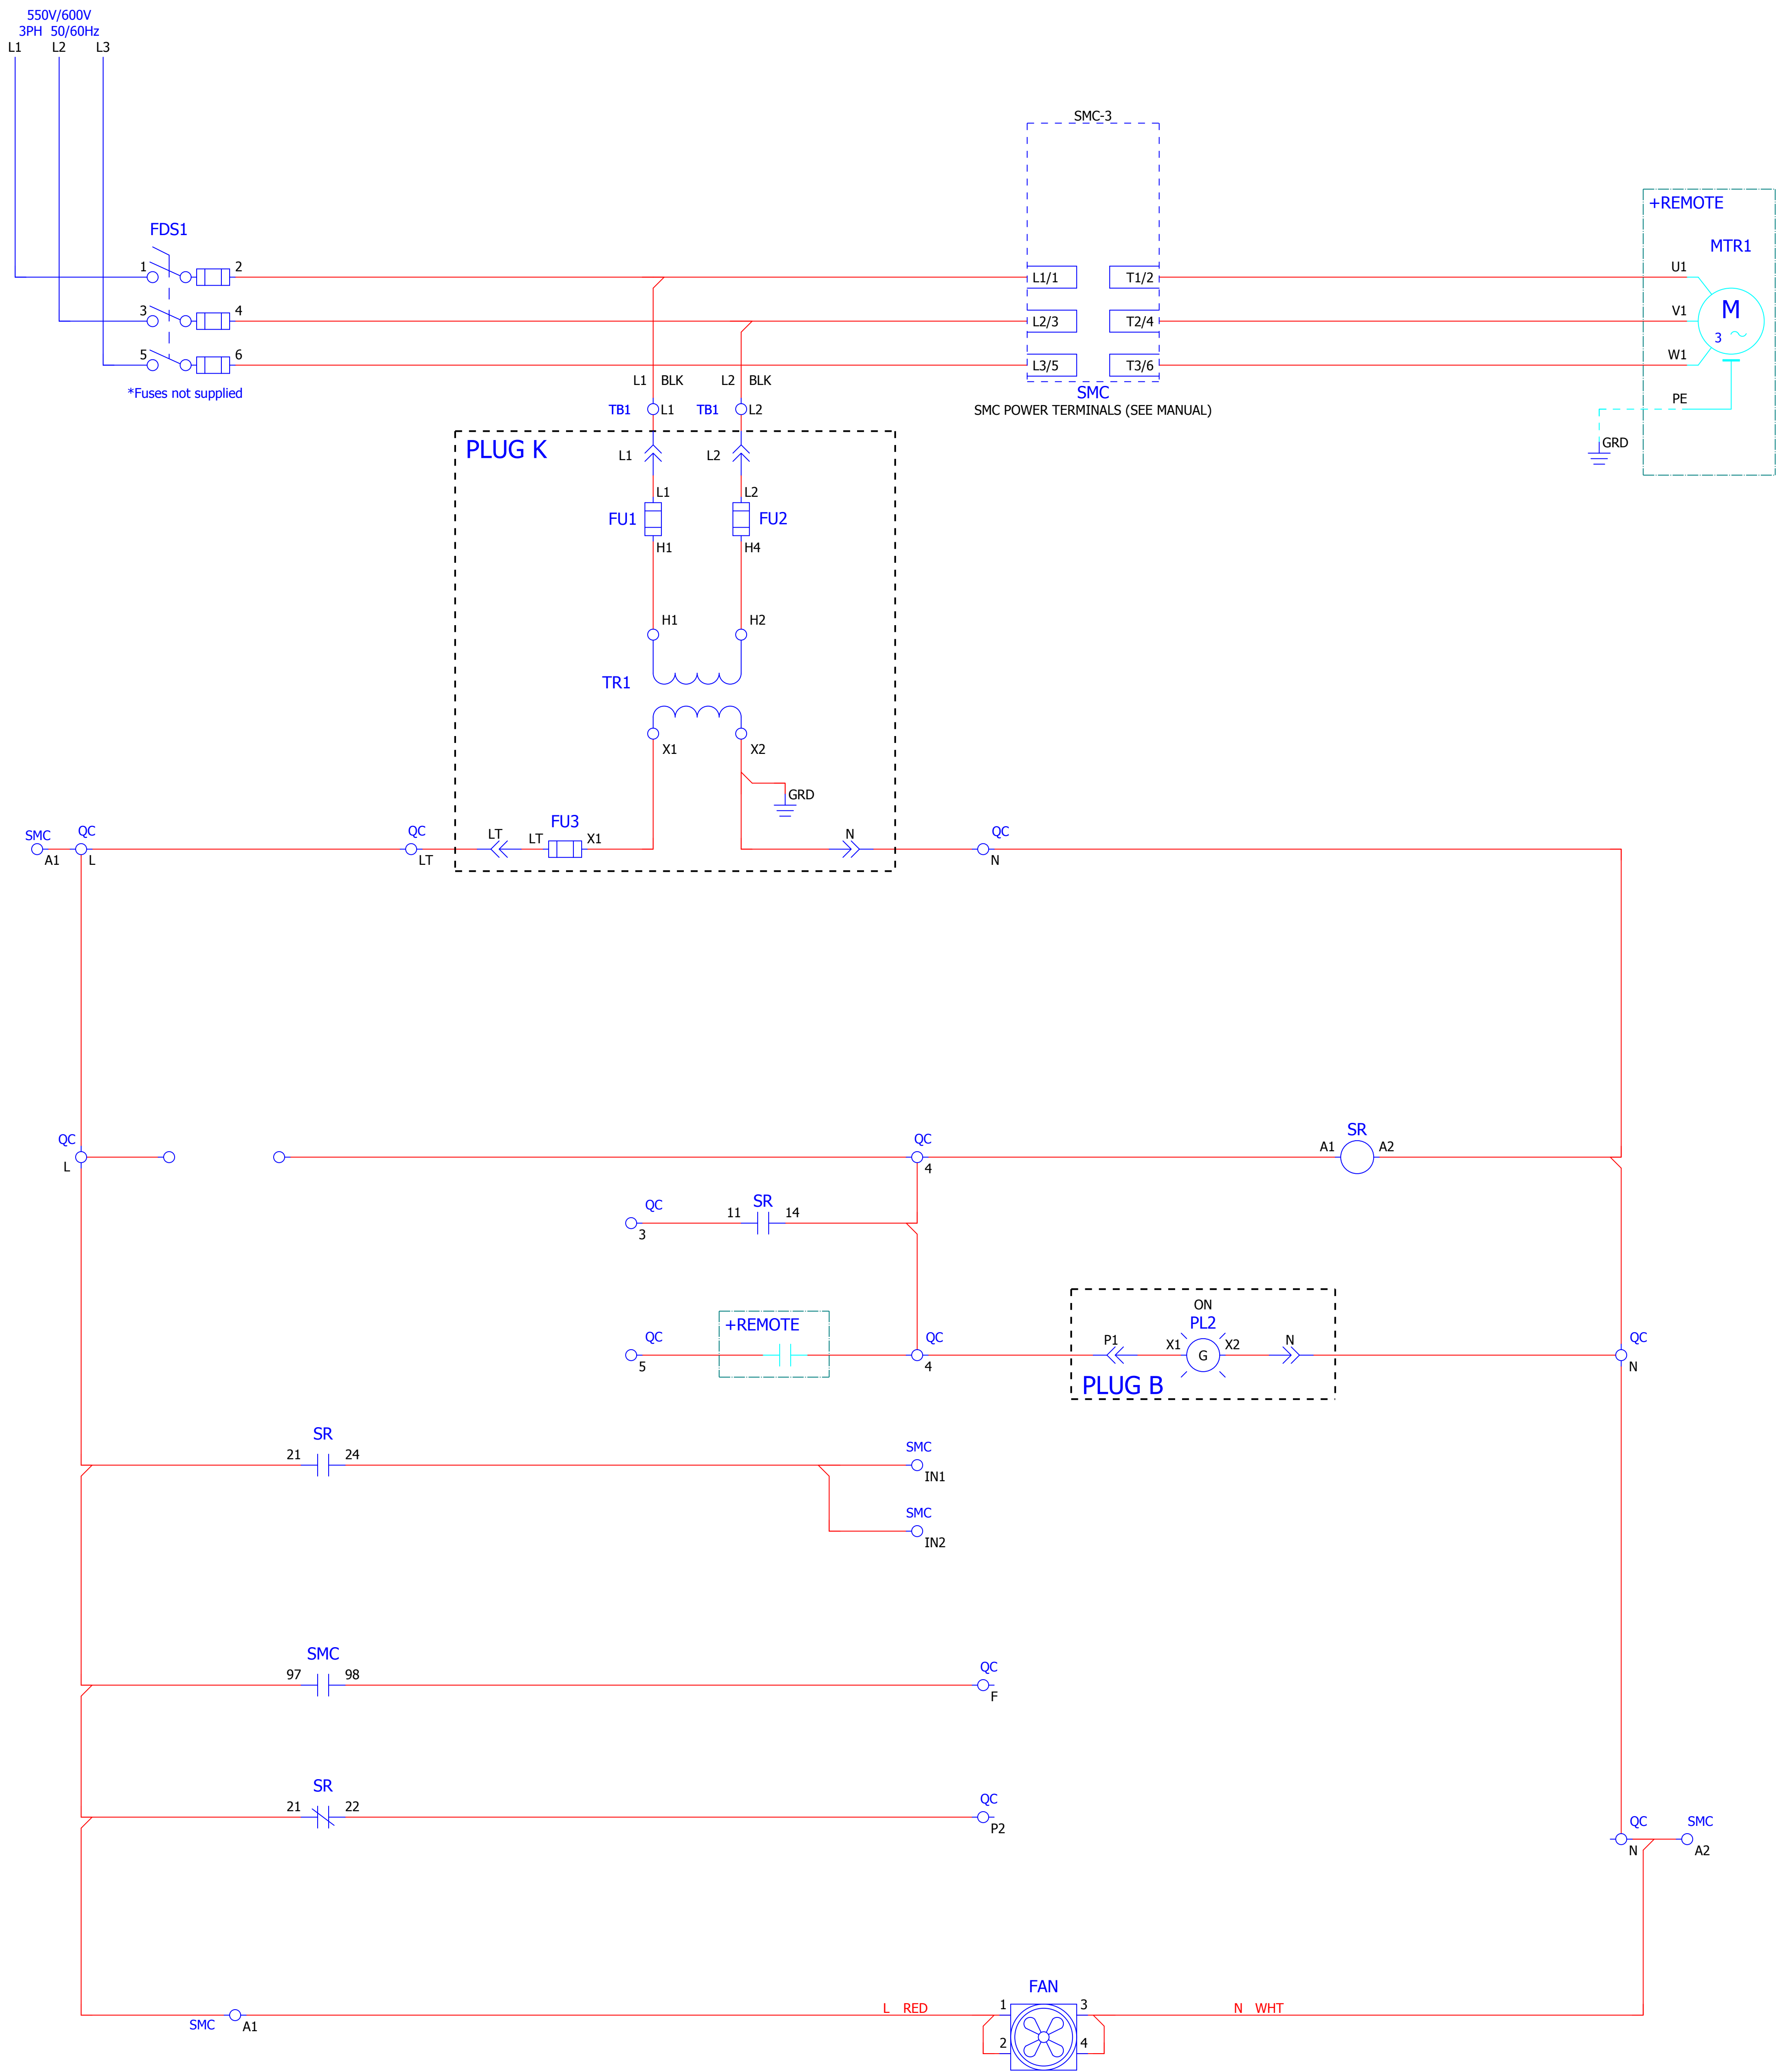 550V/600V
3PH 50/60Hz
L1 L2 L3
SMC-3
+REMOTE
FDS1
MTR1
1 2 L1/1 T1/2 U1
3 4 L2/3 T2/4 V1
M
3
5 6 L3/5 T3/6 W1
*Fuses not supplied
L1 BLK L2 BLK
SMC
PE
TB1 L1 TB1 L2
SMC POWER TERMINALS (SEE MANUAL)
GRD
PLUG K
L1 L2
L1 L2
FU1 FU2
H1 H4
H1 H2
TR1
X1 X2
GRD
FU3
SMC QC QC LT LT X1 N QC
A1 L LT N
QC QC SR
A1 A2
L 4
QC SR
11 14
3
ON
+REMOTE PL2
QC QC P1 X1 G X2 N QC
5 4 N
PLUG B
SR
21 24 SMC
IN1
SMC
IN2
SMC
97 98 QC
F
SR
21 22 QC
P2
QC SMC
N A2
FAN
L RED 1 3 N WHT
SMC A1
2 4